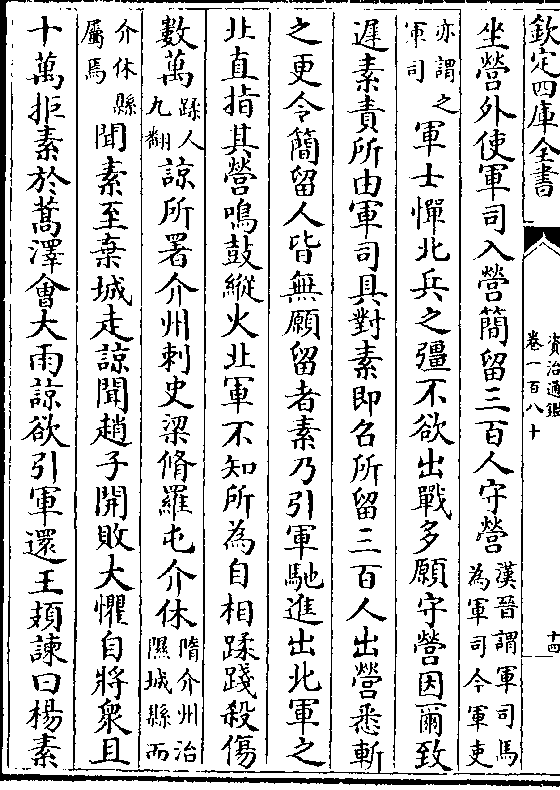 欽定四庫全書
資治通鑑
卷一百八十
十四
坐營外使軍司入營簡留三百人守營漢晉謂軍司馬為軍司今軍吏
亦謂之軍司軍士憚北兵之彊不欲出戰多願守營因爾致
遲素責所由軍司具對素即召所留三百人出營悉斬
之更令簡留人皆無願留者素乃引軍馳進出北軍之
北直指其營鳴鼓縱火北軍不知所為自相蹂踐殺傷
數萬蹂人九翻諒所署介州刺史梁脩羅屯介休隋介州治隰城縣而
介休縣屬焉聞素至棄城走諒聞趙子開敗大懼自將衆且
十萬拒素於蒿澤會大雨諒欲引軍還王頍諫曰楊素